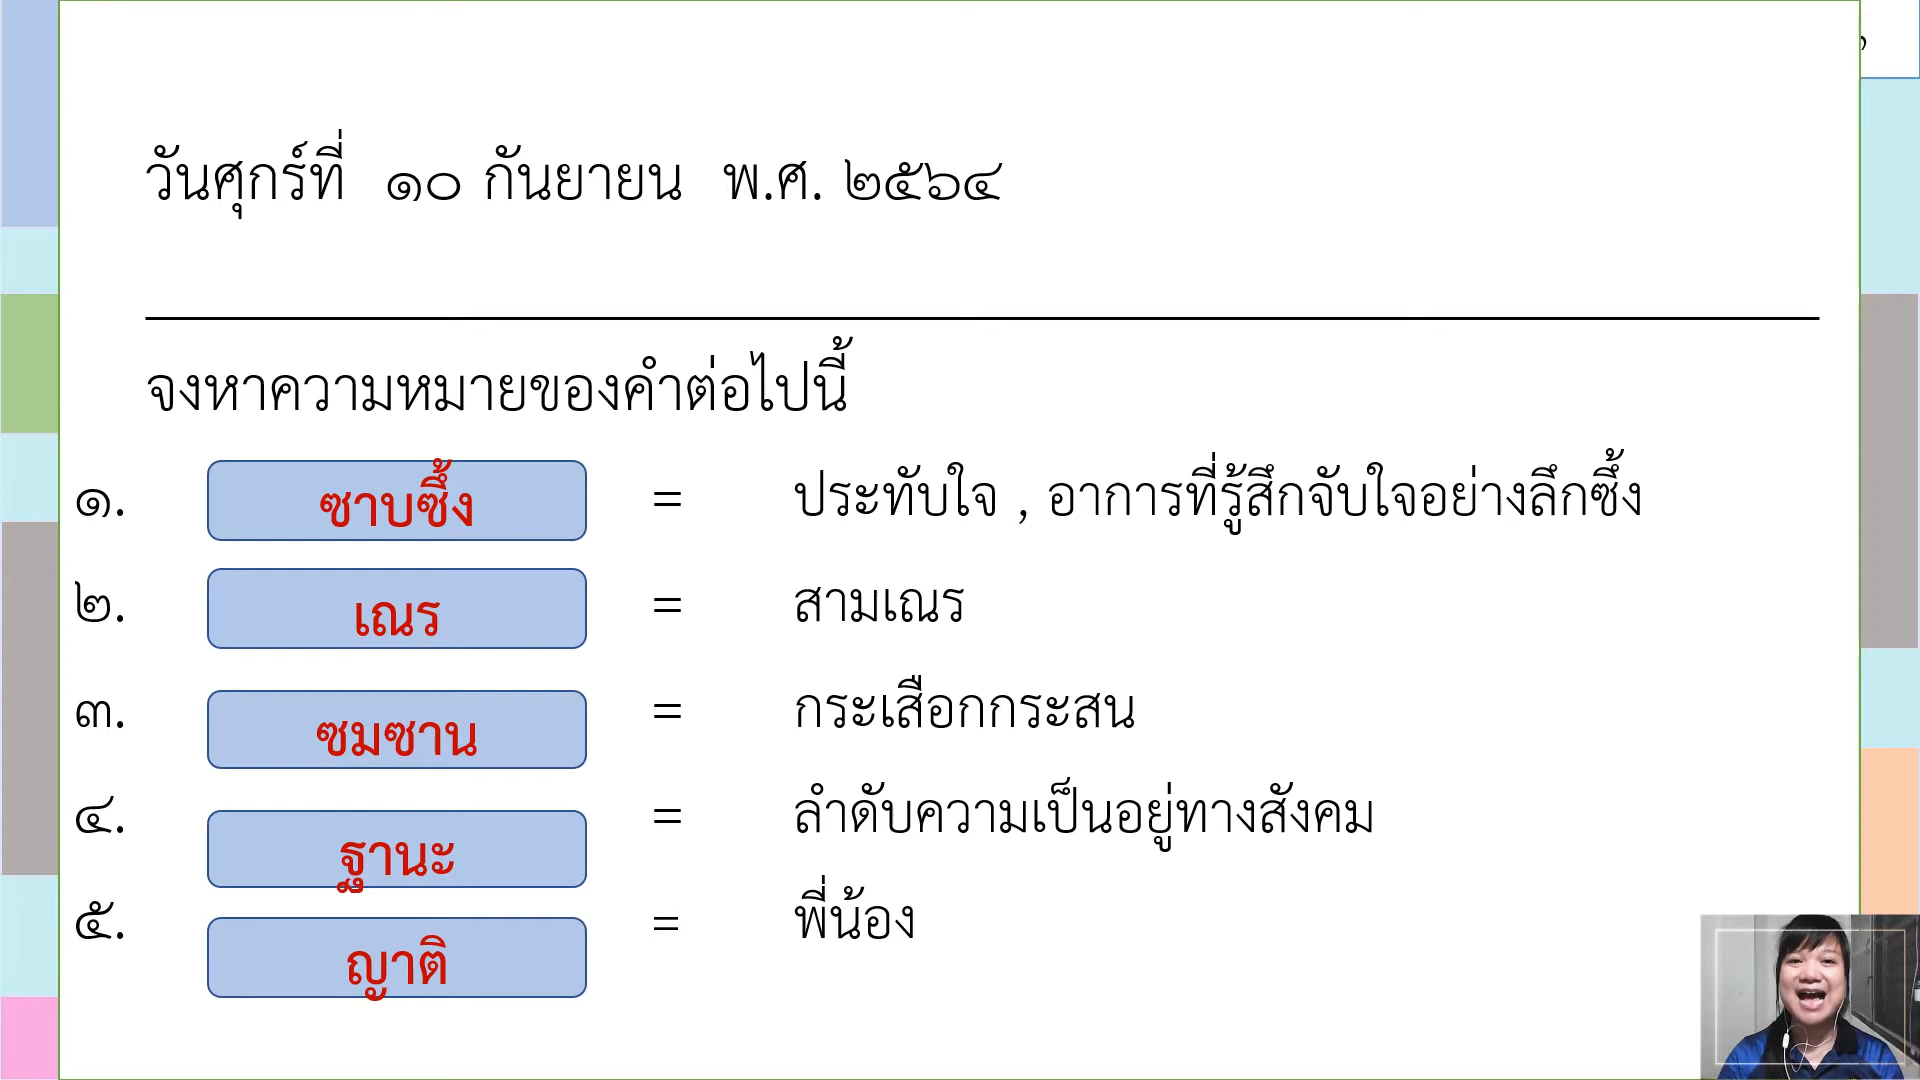 วันศุกร์ที่ ๑๐ กันยายน พ.ศ. ๒๕๖๔
จงหาความหมายของคำต่อไปนี้
๑. ซาบซึ้ง = ประทับใจ , อาการที่รู้สึกจับใจอย่างลึกซึ้ง
๒. เณร = สามเณร
๓. ซมซาน = กระเสือกกระสน
๔. ฐานะ = ลำดับความเป็นอยู่ทางสังคม
๕. ญาติ = พี่น้อง